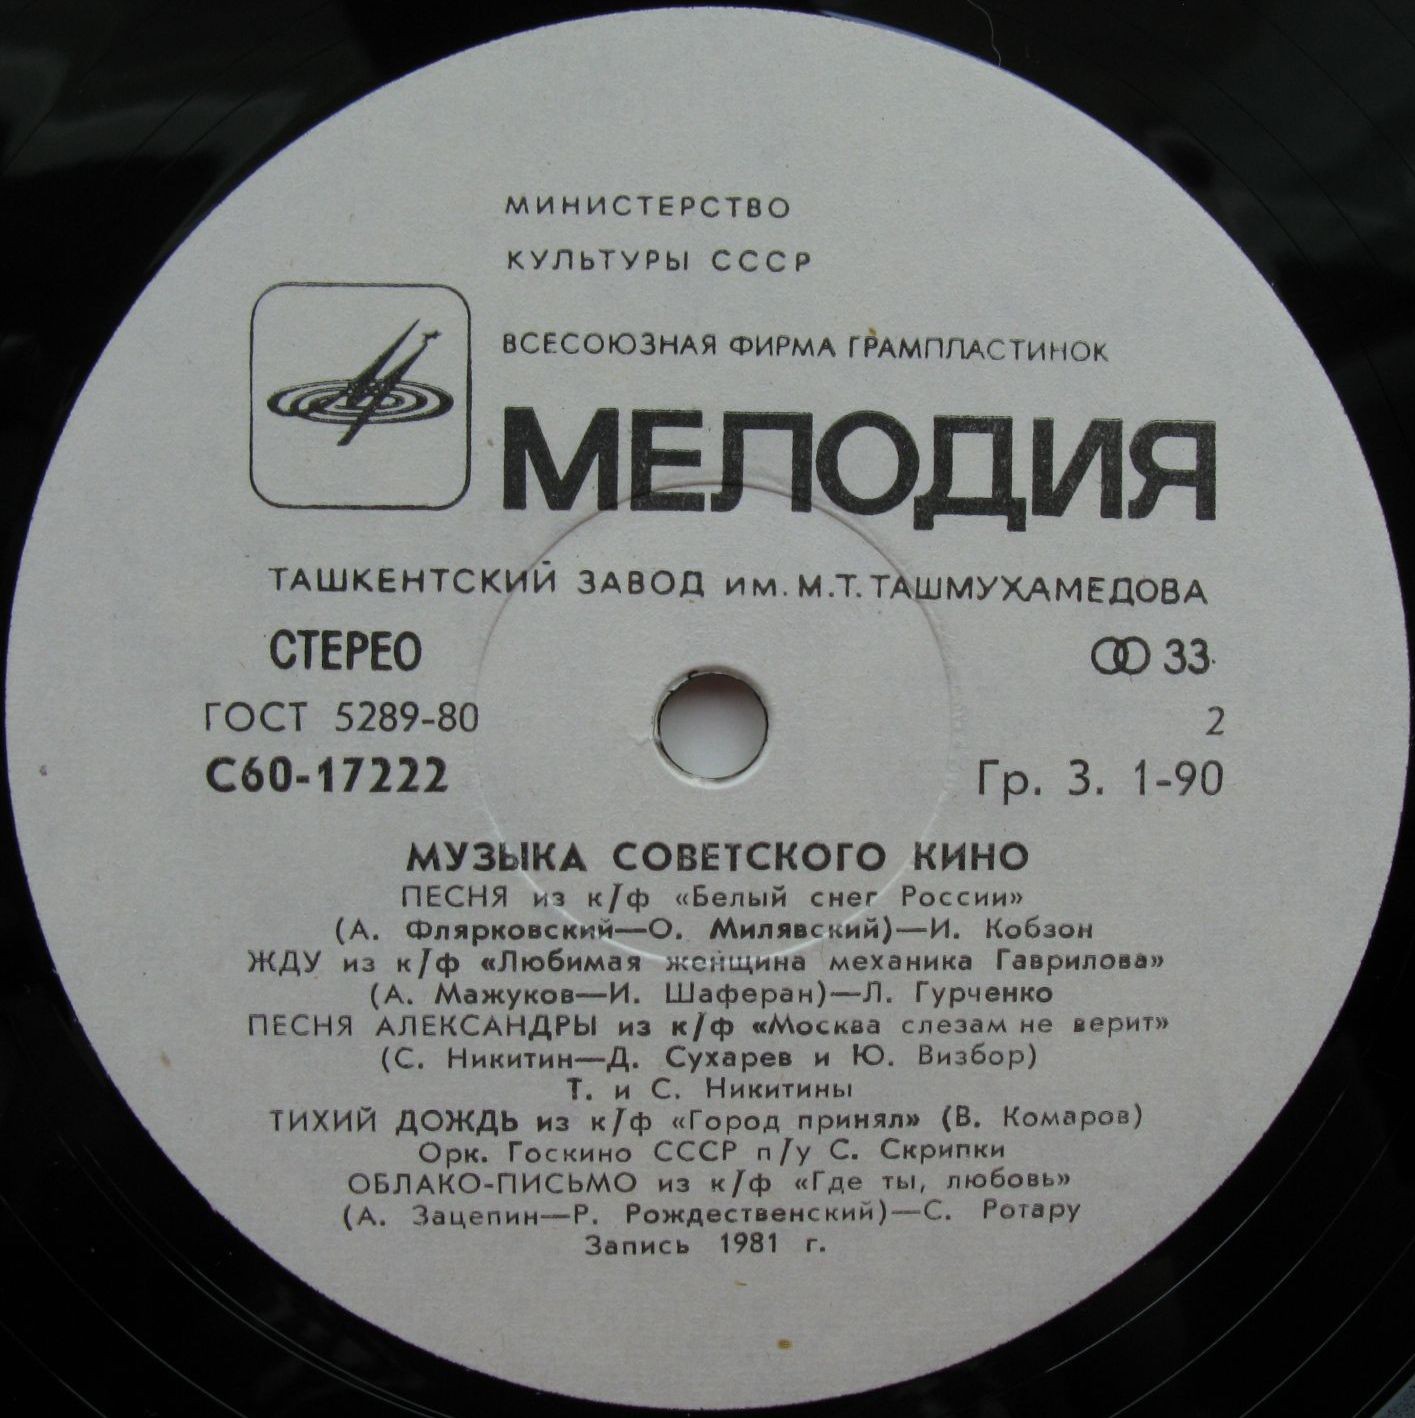 МИНИСТЕРСТВО
КУЛЬТУРЫ СССР
ВСЕСОЮЗНАЯ ФИРМА ГРАМПЛАСТИНОК
МЕЛОДИЯ
ТАШКЕНТСКИЙ ЗАВОД им. М.Т.ТАШМУХАМЕДОВА
СТЕРЕО 33
ГОСТ 5289-80 2
С60-17222 Гр. 3. 1-90
МУЗЫКА СОВЕТСКОГО КИНО
ПЕСНЯ из к/ф «Белый снег России»
(А. Флярковский—О. Милявский)—И. Кобзон
ЖДУ из к/ф «Любимая женщина механика Гаврилова»
(А. Мажуков—И. Шаферан)—Л. Гурченко
ПЕСНЯ АЛЕКСАНДРЫ из к/ф «Москва слезам не верит»
(С. Никитин—Д. Сухарев и Ю. Визбор)
Т. и С. Никитины
ТИХИЙ ДОЖДЬ из к/ф «Город принял» (В. Комаров)
Орк. Госкино СССР п/у С. Скрипки
ОБЛАКО-ПИСЬМО из к/ф «Где ты, любовь»
(А. Зацепин—Р. Рождественский)—С. Ротару
Запись 1981 г.